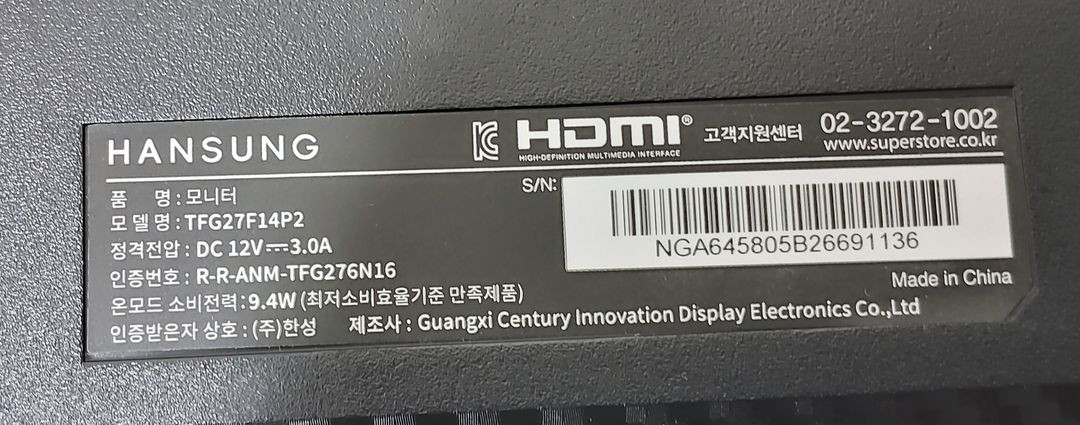 HANSUNG
HDMI®
HIGH-DEFINITION MULTIMEDIA INTERFACE
고객지원센터 02-3272-1002
www.superstore.co.kr
품 명 : 모니터
모 델 명 : TFG27F14P2
정격전압 : DC 12V⎓3.0A
인증번호 : R-R-ANM-TFG276N16
온모드 소비전력 : 9.4W (최저소비효율기준 만족제품)
인증받은자 상호 : (주)한성 제조사 : Guangxi Century Innovation Display Electronics Co.,Ltd
S/N:
NGA645805B26691136
Made in China